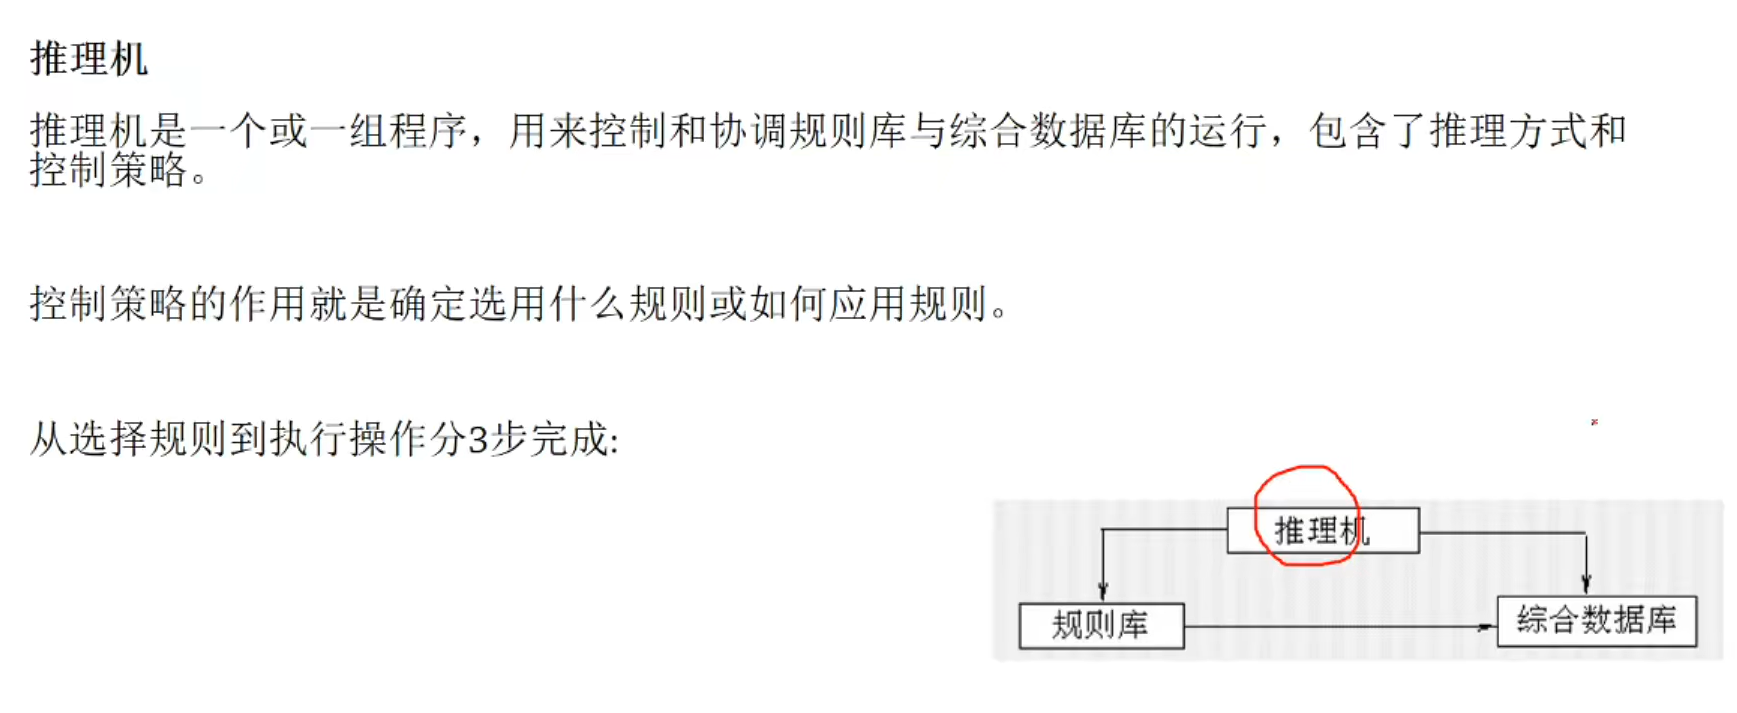 推理机
推理机是一个或一组程序，用来控制和协调规则库与综合数据库的运行，包含了推理方式和
控制策略。
控制策略的作用就是确定选用什么规则或如何应用规则。
从选择规则到执行操作分3步完成:
推理机
规则库
综合数据库